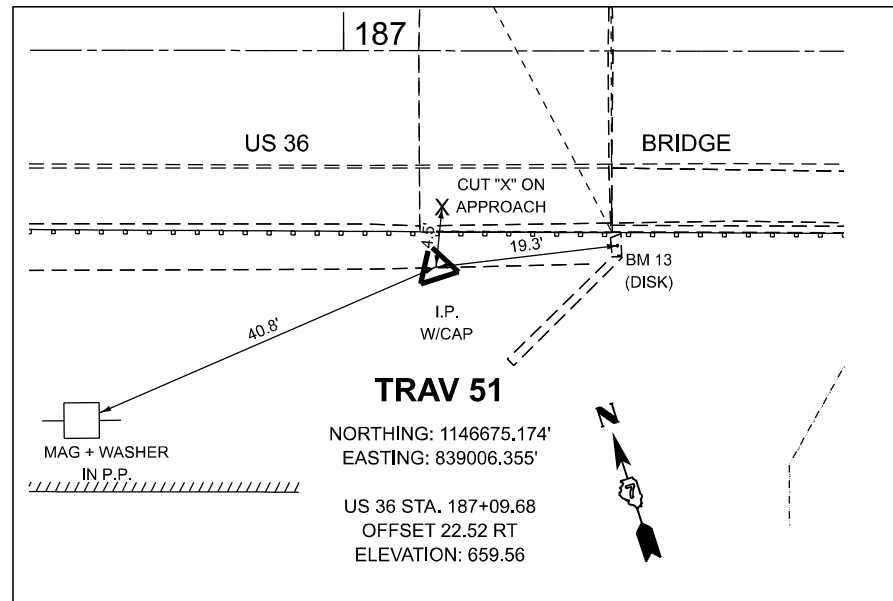 187
US 36
BRIDGE
CUT "X" ON
APPROACH
X
4.5'
19.3'
BM 13
(DISK)
I.P.
W/CAP
40.8'
TRAV 51
MAG + WASHER
IN P.P.
NORTHING: 1146675.174'
EASTING: 839006.355'
US 36 STA. 187+09.68
OFFSET 22.52 RT
ELEVATION: 659.56
N
7